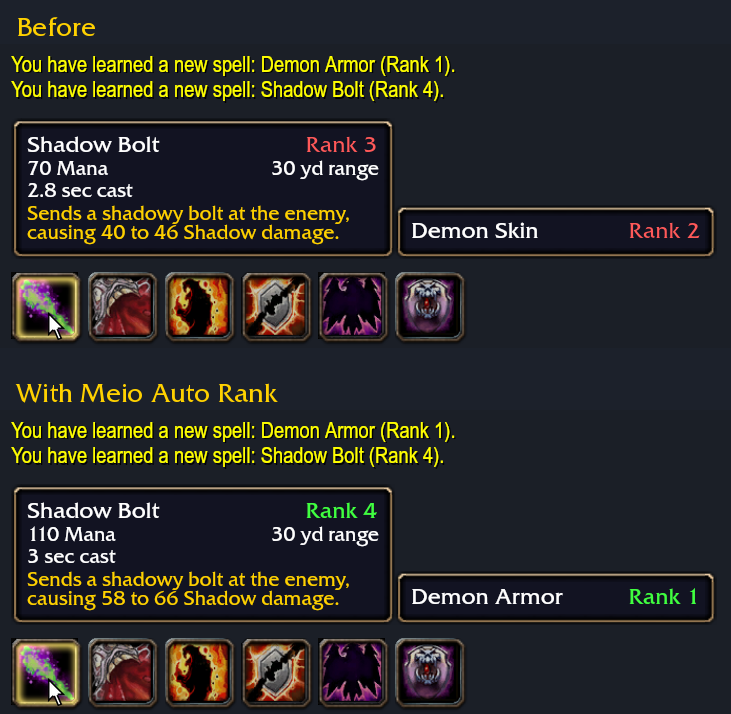 Before
You have learned a new spell: Demon Armor (Rank 1).
You have learned a new spell: Shadow Bolt (Rank 4).
Shadow Bolt Rank 3
70 Mana 30 yd range
2.8 sec cast
Sends a shadowy bolt at the enemy,
causing 40 to 46 Shadow damage.
Demon Skin Rank 2
With Meio Auto Rank
You have learned a new spell: Demon Armor (Rank 1).
You have learned a new spell: Shadow Bolt (Rank 4).
Shadow Bolt Rank 4
110 Mana 30 yd range
3 sec cast
Sends a shadowy bolt at the enemy,
causing 58 to 66 Shadow damage.
Demon Armor Rank 1